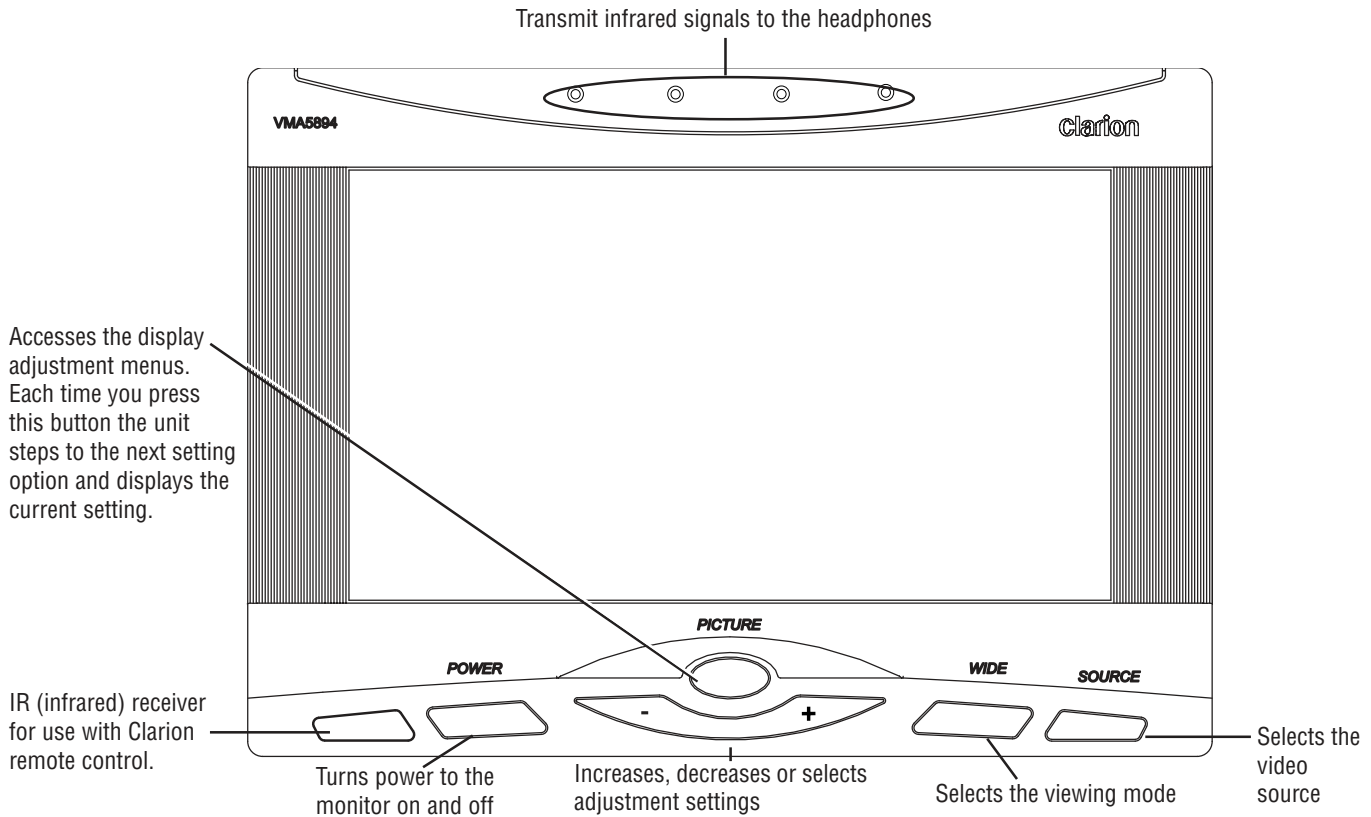 Transmit infrared signals to the headphones
VMA5894
clarion
Accesses the display
adjustment menus.
Each time you press
this button the unit
steps to the next setting
option and displays the
current setting.
PICTURE
POWER
WIDE
SOURCE
-
+
IR (infrared) receiver
for use with Clarion
remote control.
Turns power to the
monitor on and off
Increases, decreases or selects
adjustment settings
Selects the viewing mode
Selects the
video
source